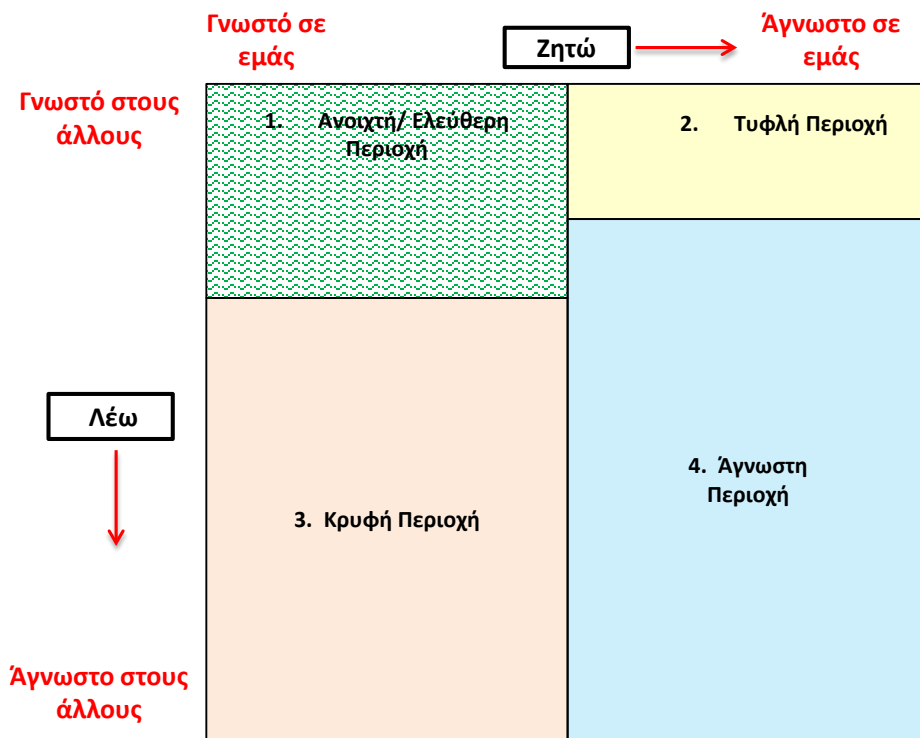 Γνωστό σε
εμάς
Ζητώ
Άγνωστο σε
εμάς
Γνωστό στους
άλλους
1. Ανοιχτή/ Ελεύθερη
Περιοχή
2. Τυφλή Περιοχή
Λέω
3. Κρυφή Περιοχή
4. Άγνωστη
Περιοχή
Άγνωστο στους
άλλους